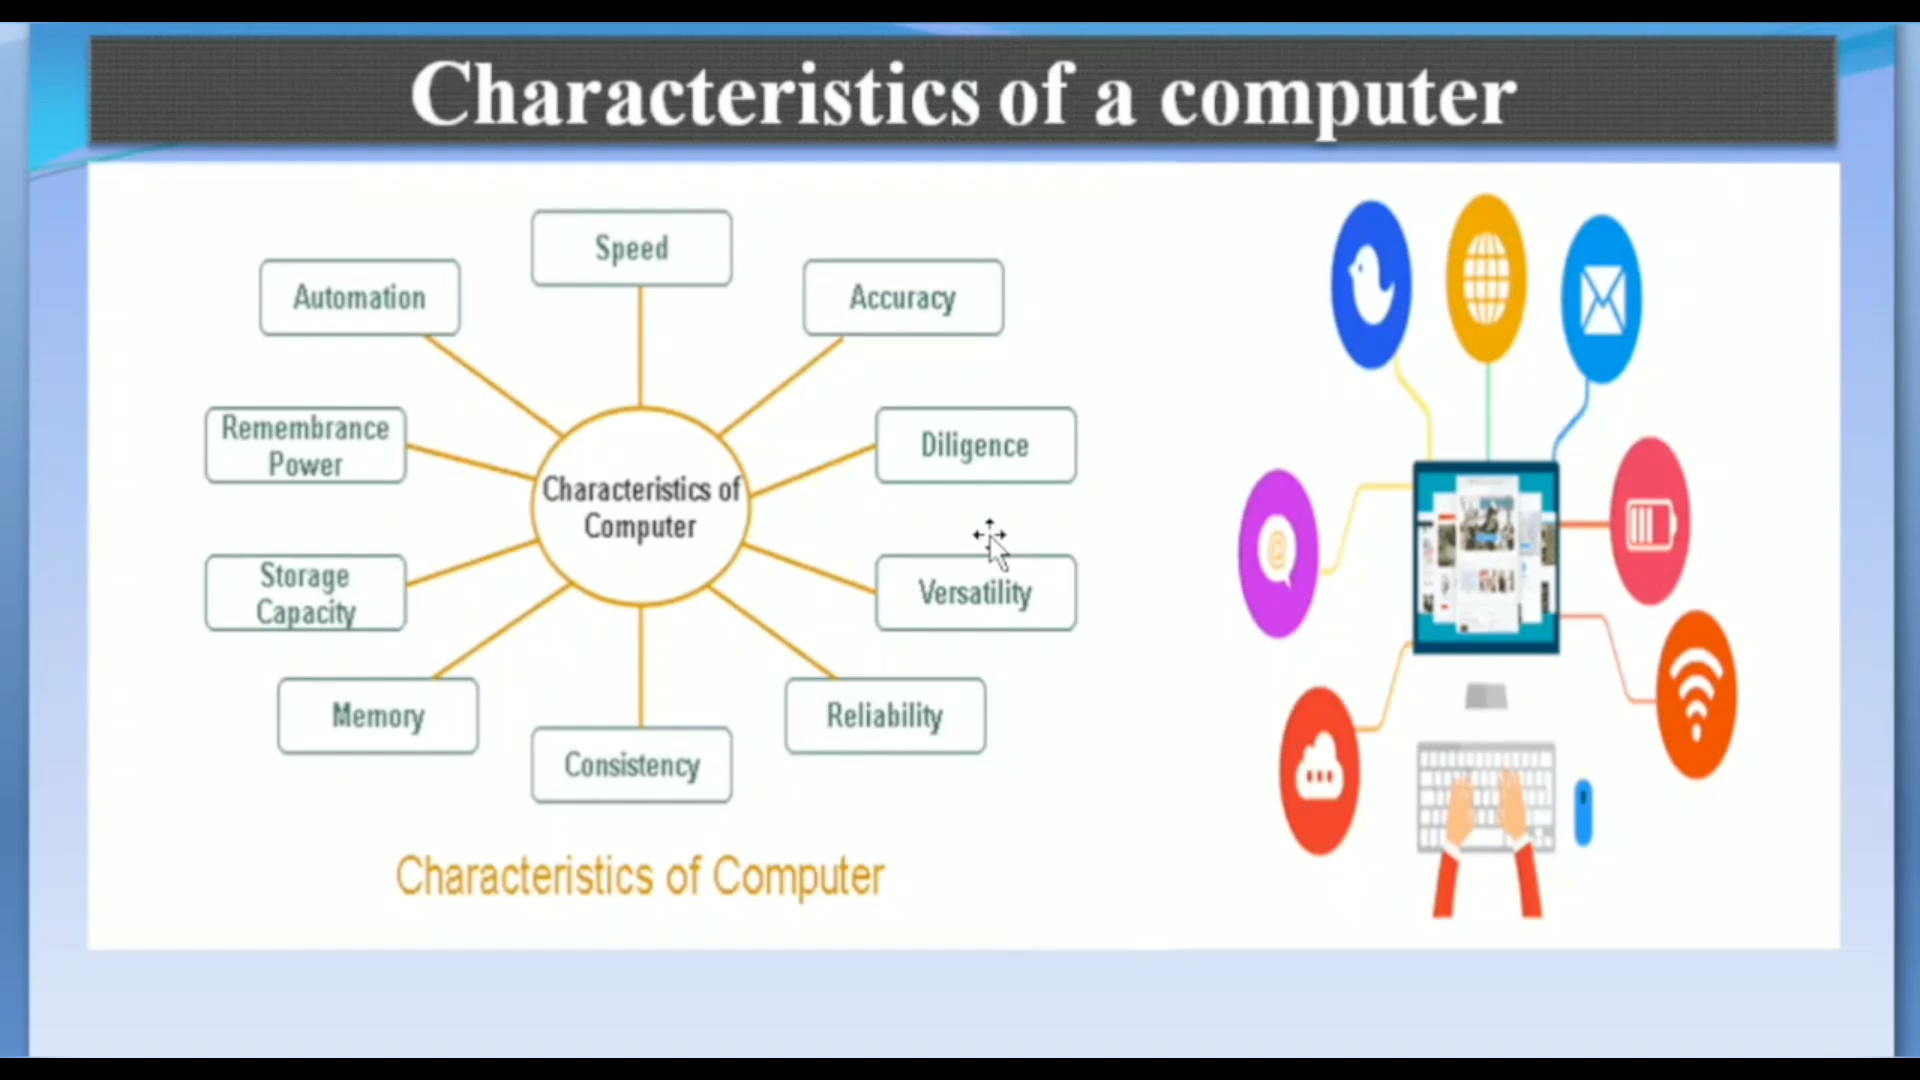 Characteristics of a computer
Speed
Automation
Accuracy
Remembrance
Power
Diligence
Characteristics of
Computer
Storage
Capacity
Versatility
Memory
Reliability
Consistency
Characteristics of Computer